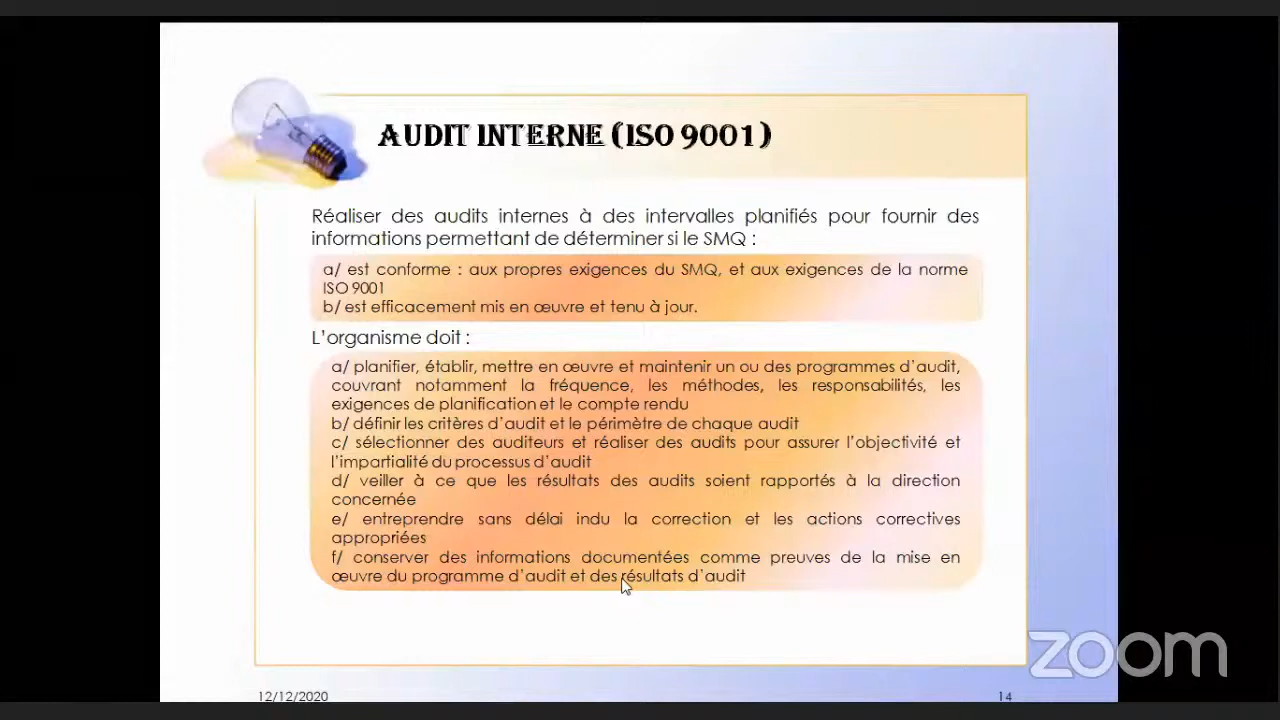 AUDIT INTERNE (ISO 9001)
Réaliser des audits internes à des intervalles planifiés pour fournir des
informations permettant de déterminer si le SMQ :
a/ est conforme : aux propres exigences du SMQ, et aux exigences de la norme
ISO 9001
b/ est efficacement mis en œuvre et tenu à jour.
L'organisme doit :
a/ planifier, établir, mettre en œuvre et maintenir un ou des programmes d'audit,
couvrant notamment la fréquence, les méthodes, les responsabilités, les
exigences de planification et le compte rendu
b/ définir les critères d'audit et le périmètre de chaque audit
c/ sélectionner des auditeurs et réaliser des audits pour assurer l'objectivité et
l'impartialité du processus d'audit
d/ veiller à ce que les résultats des audits soient rapportés à la direction
concernée
e/ entreprendre sans délai indu la correction et les actions correctives
appropriées
f/ conserver des informations documentées comme preuves de la mise en
œuvre du programme d'audit et des résultats d'audit
zoom
12/12/2020
14